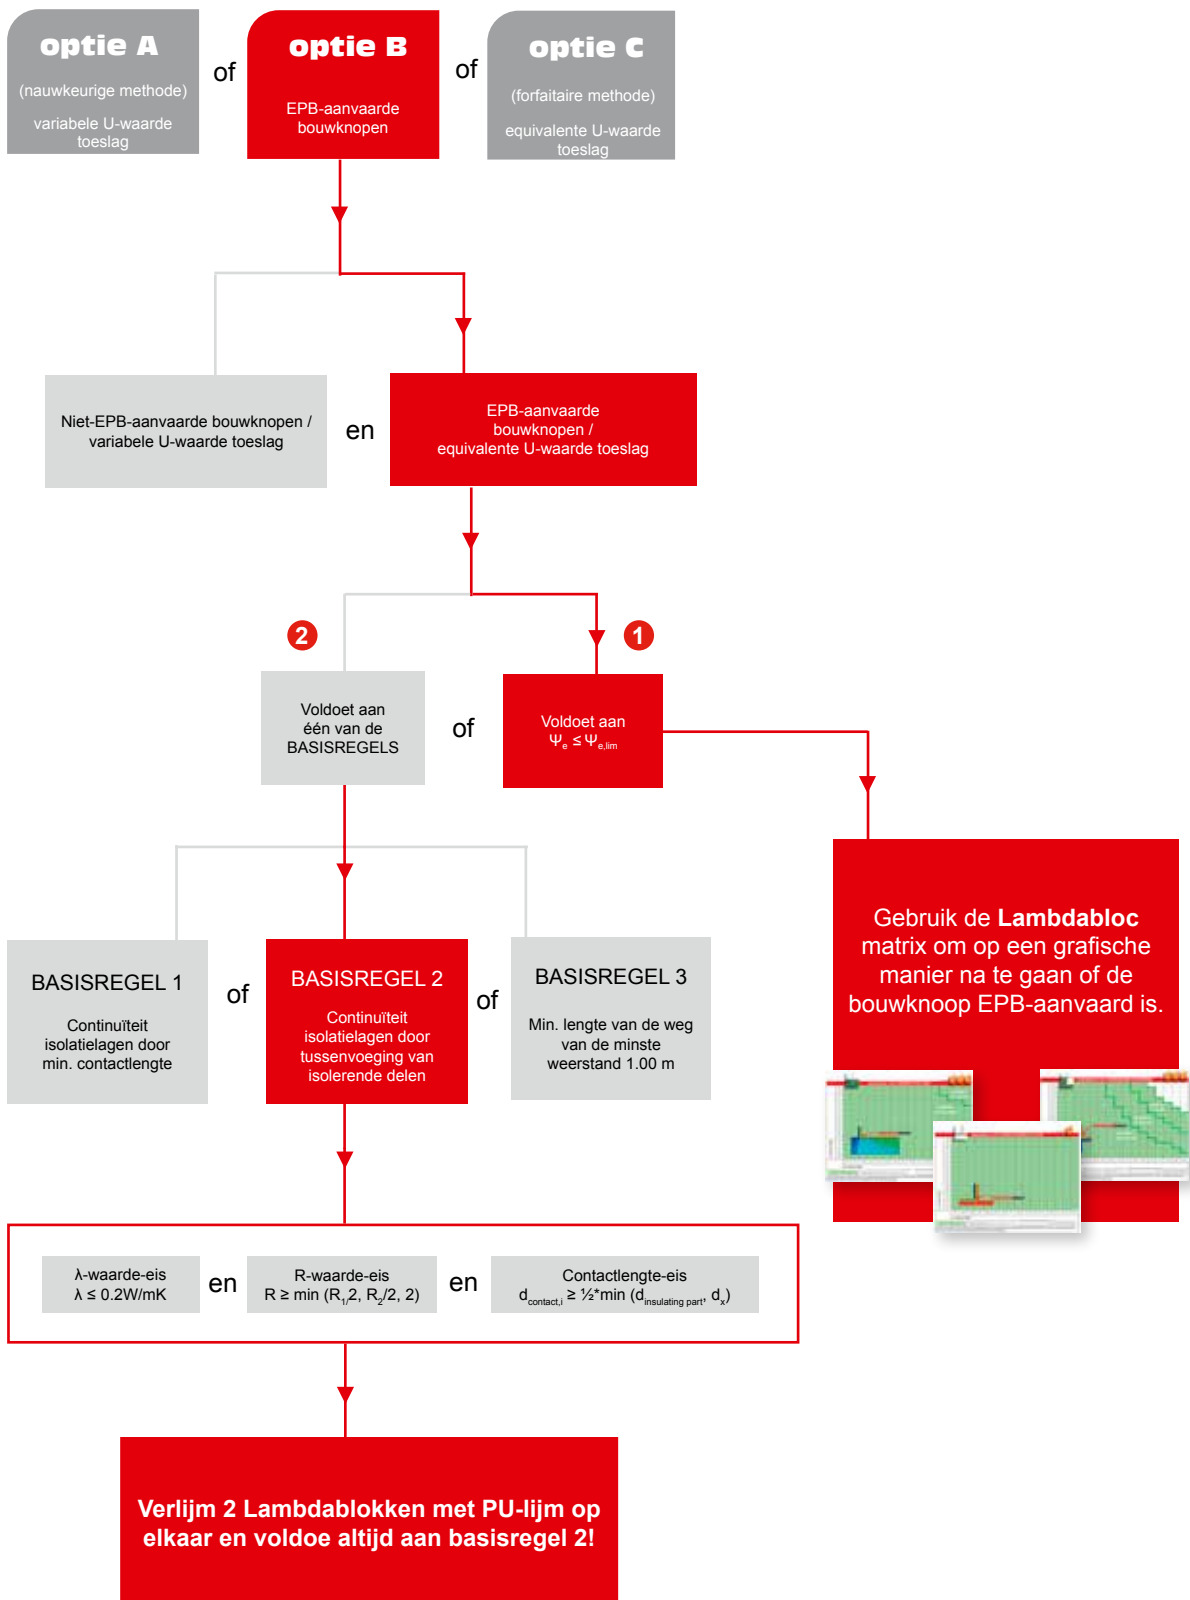 optie A
(nauwkeurige methode)
variabele U-waarde
toeslag
of
optie B
EPB-aanvaarde
bouwknopen
of
optie C
(forfaitaire methode)
equivalente U-waarde
toeslag
Niet-EPB-aanvaarde bouwknopen /
variabele U-waarde toeslag
en
EPB-aanvaarde
bouwknopen /
equivalente U-waarde toeslag
2
1
Voldoet aan
één van de
BASISREGELS
of
Voldoet aan
Ψe ≤ Ψe,lim
Gebruik de Lambdabloc
matrix om op een grafische
manier na te gaan of de
bouwknoop EPB-aanvaard is.
BASISREGEL 1
Continuïteit
isolatielagen door
min. contactlengte
of
BASISREGEL 2
Continuïteit
isolatielagen door
tussenvoeging van
isolerende delen
of
BASISREGEL 3
Min. lengte van de weg
van de minste
weerstand 1.00 m
λ-waarde-eis
λ ≤ 0.2W/mK
en
R-waarde-eis
R ≥ min (R1/2, R2/2, 2)
en
Contactlengte-eis
dcontact,i ≥ ½*min (dinsulating part, dx)
Verlijm 2 Lambdablokken met PU-lijm op
elkaar en voldoe altijd aan basisregel 2!